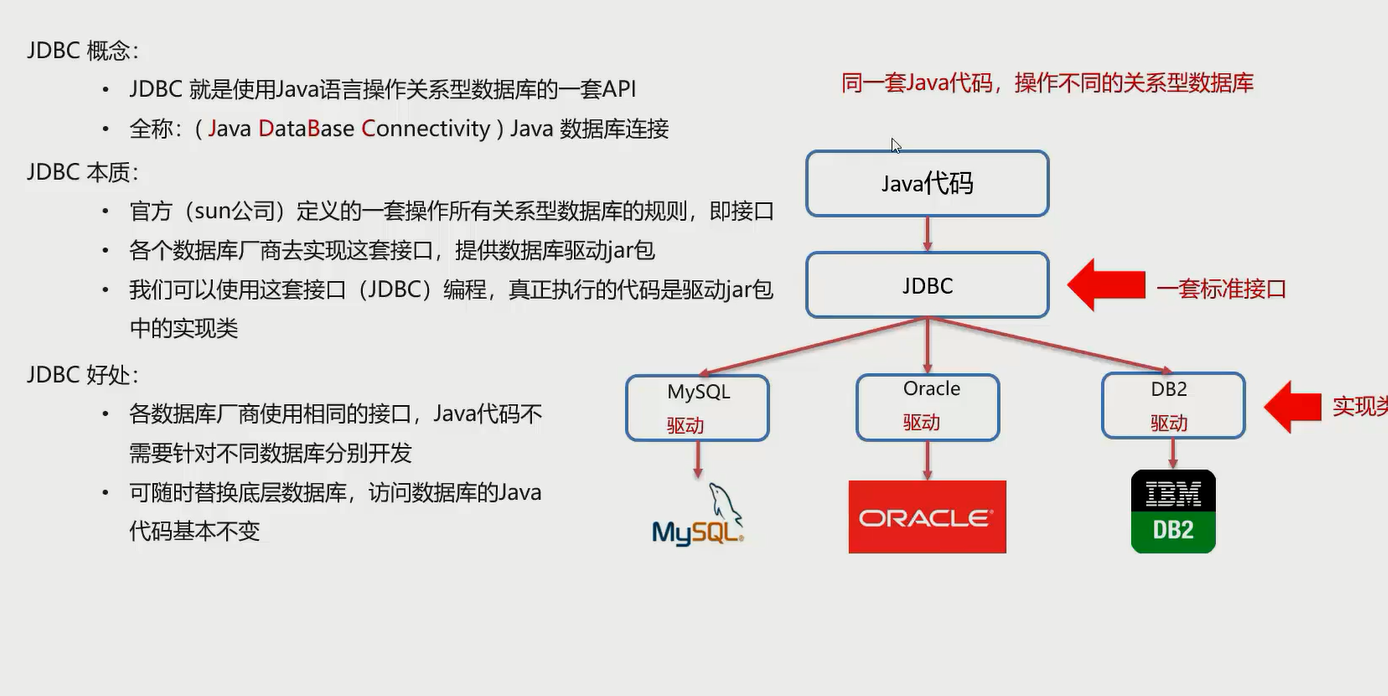 JDBC 概念：
• JDBC 就是使用Java语言操作关系型数据库的一套API
• 全称：( Java DataBase Connectivity ) Java 数据库连接
JDBC 本质：
• 官方（sun公司）定义的一套操作所有关系型数据库的规则，即接口
• 各个数据库厂商去实现这套接口，提供数据库驱动jar包
• 我们可以使用这套接口（JDBC）编程，真正执行的代码是驱动jar包
中的实现类
JDBC 好处：
• 各数据库厂商使用相同的接口，Java代码不
需要针对不同数据库分别开发
• 可随时替换底层数据库，访问数据库的Java
代码基本不变
同一套Java代码，操作不同的关系型数据库
Java代码
JDBC
一套标准接口
MySQL
驱动
Oracle
驱动
DB2
驱动
实现类
MySQL®
ORACLE®
IBM
DB2